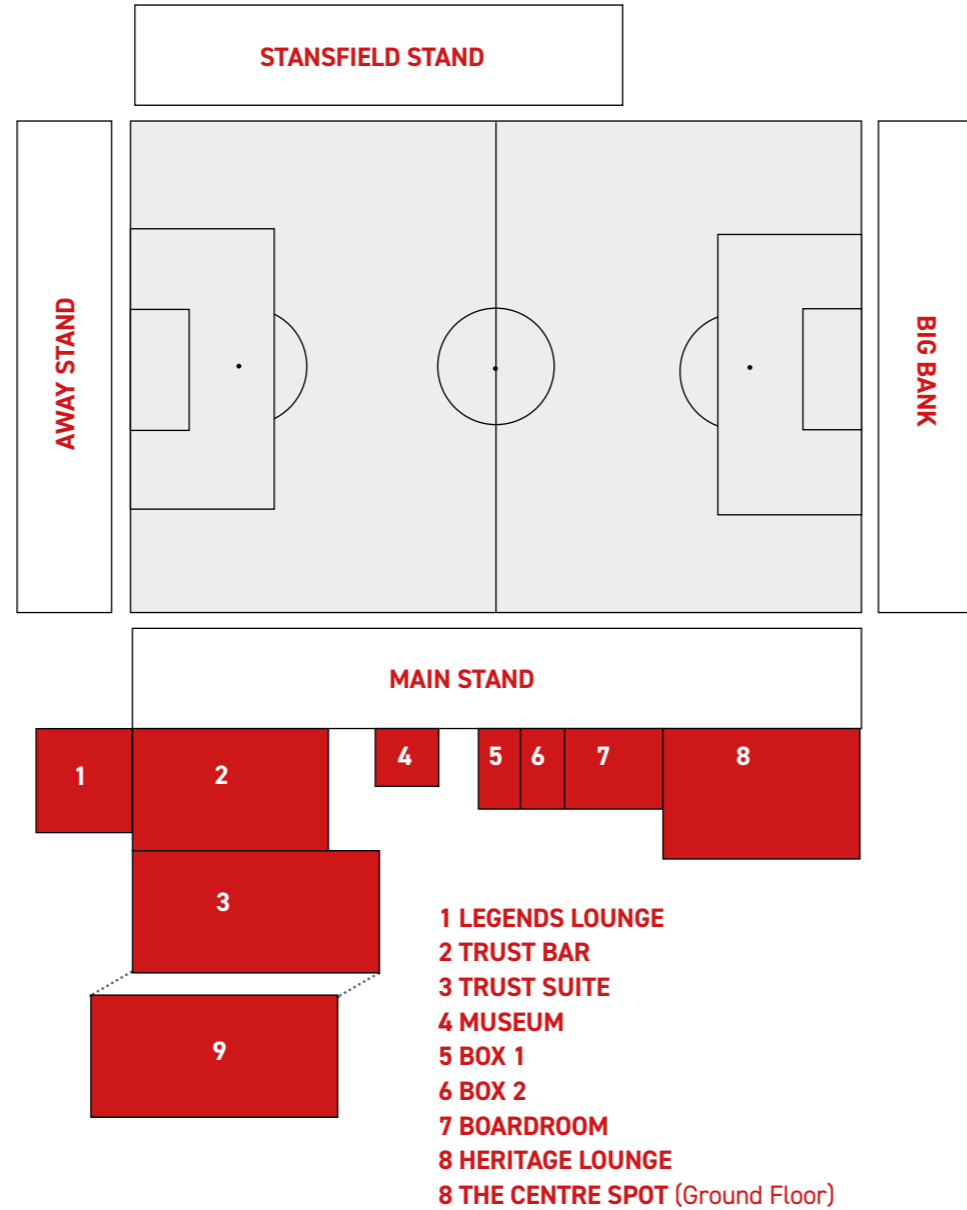 STANSFIELD STAND
AWAY STAND
BIG BANK
MAIN STAND
1
2
3
4
5
6
7
8
9
1 LEGENDS LOUNGE
2 TRUST BAR
3 TRUST SUITE
4 MUSEUM
5 BOX 1
6 BOX 2
7 BOARDROOM
8 HERITAGE LOUNGE
8 THE CENTRE SPOT (Ground Floor)